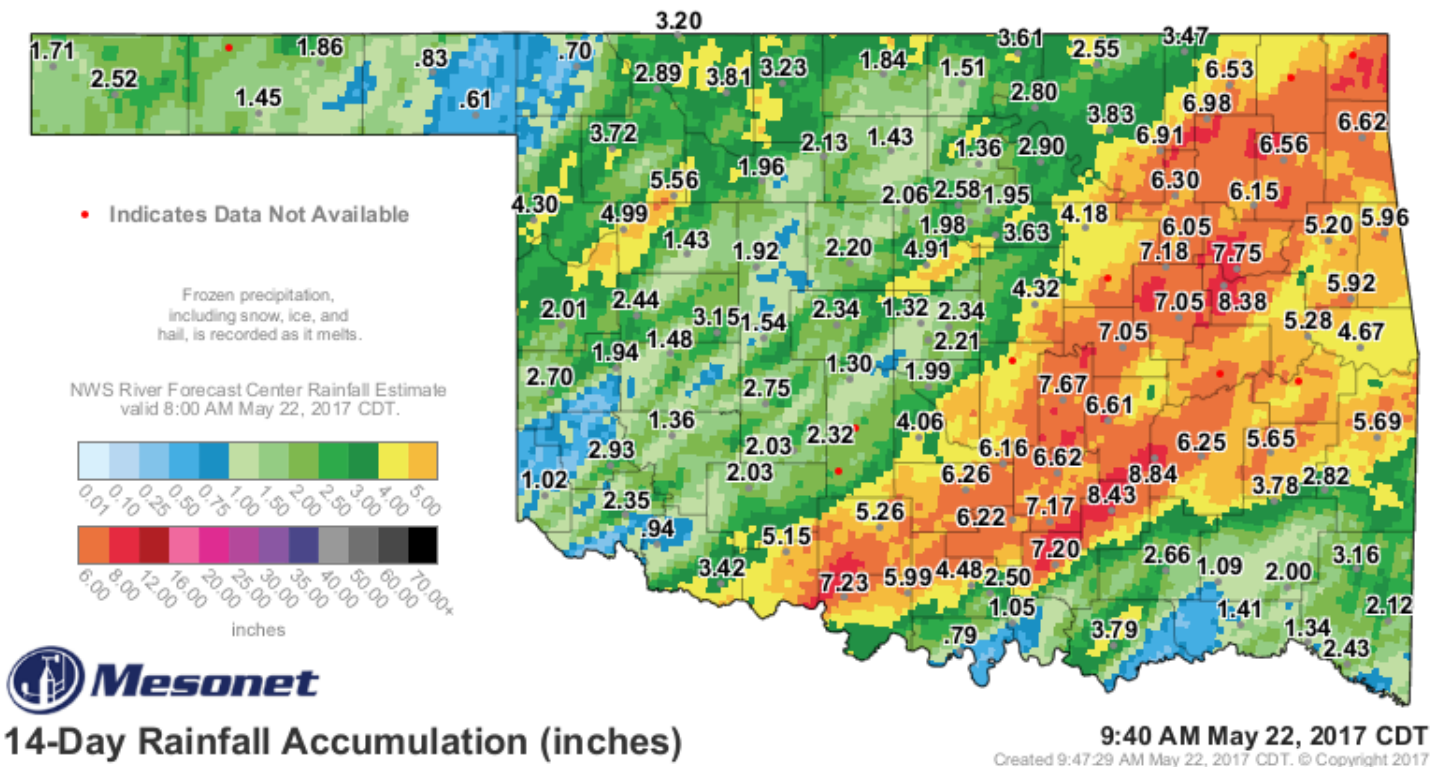 3.20
1.71 1.86 .83 .70 3.61 2.55 3.47
2.52 2.89 3.81 3.23 1.84 1.51 6.53
1.45 .61 2.80 6.98
3.72 2.13 1.43 3.83 6.91 6.62
1.96 1.36 2.90 6.56
5.56 6.30 6.15
4.30 4.99 2.06 2.58 1.95 4.18
Indicates Data Not Available
1.43 1.98 3.63 6.05 5.20 5.96
1.92 2.20 4.91 7.18 7.75
Frozen precipitation,
including snow, ice, and
hail, is recorded as it melts.
4.32 5.92
2.01 2.44 3.15 1.54 2.34 1.32 2.34 7.05 8.38
1.94 1.48 2.21 7.05 5.28 4.67
2.70 2.75 1.30 1.99 7.67
NWS River Forecast Center Rainfall Estimate
valid 8:00 AM May 22, 2017 CDT.
1.36 4.06 6.61 5.69
2.93 2.03 2.32 6.16 6.62 6.25 5.65
1.02 2.03 6.26 8.84 3.78 2.82
0.01 0.10 0.25 0.50 0.75 1.00 1.50 2.00 2.50 3.00 4.00 5.00
2.35 5.26 6.22 7.17 8.43
.94 5.15 7.20 2.66 3.16
3.42 7.23 5.99 4.48 2.50 1.09 2.00
6.00 8.00 12.00 16.00 20.00 25.00 30.00 35.00 40.00 50.00 60.00 70.00+
1.05 1.41 2.12
inches
.79 3.79 1.34
2.43
Mesonet
14-Day Rainfall Accumulation (inches)
9:40 AM May 22, 2017 CDT
Created 9:47:29 AM May 22, 2017 CDT. © Copyright 2017